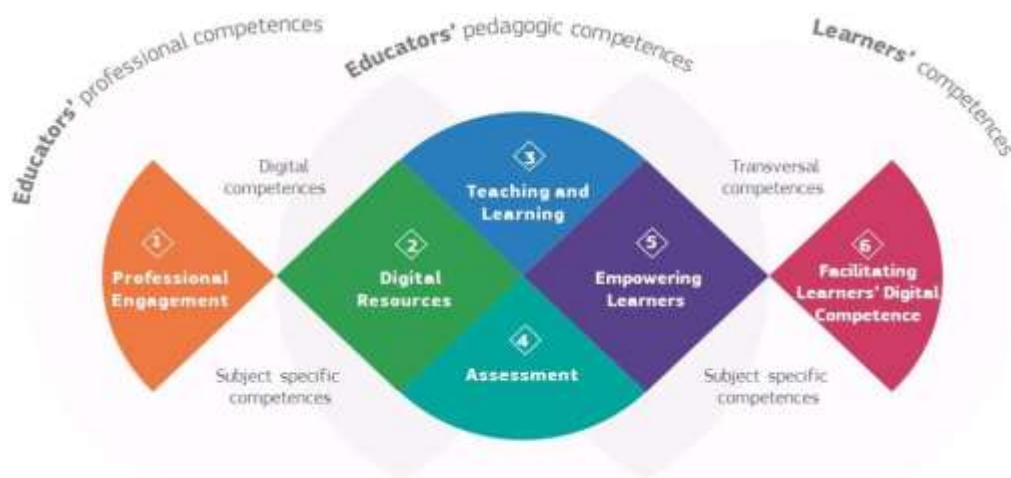 Educators' professional competences
Educators' pedagogic competences
Learners' competences
Digital
competences
Transversal
competences
1
Professional
Engagement
2
Digital
Resources
3
Teaching and
Learning
4
Assessment
5
Empowering
Learners
6
Facilitating
Learners' Digital
Competence
Subject specific
competences
Subject specific
competences